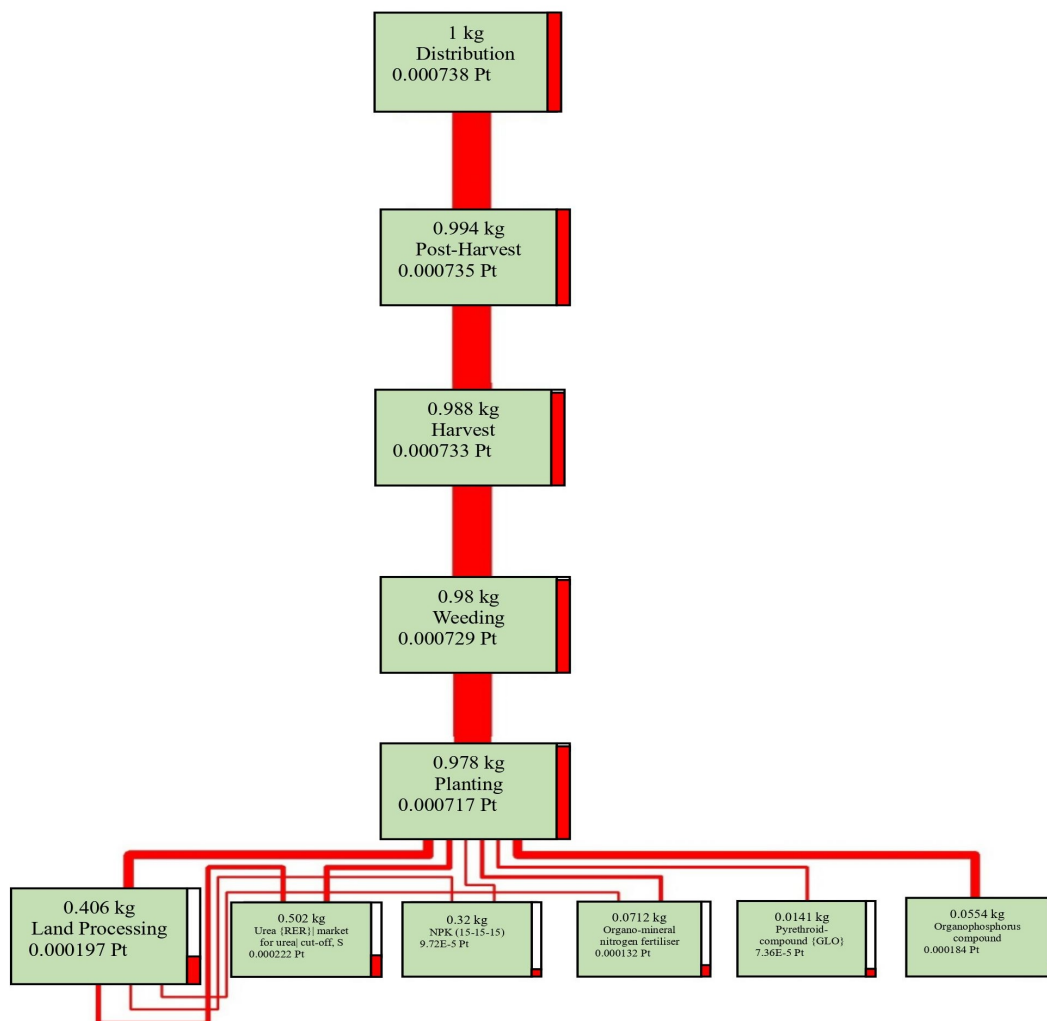 1 kg
Distribution
0.000738 Pt
0.994 kg
Post-Harvest
0.000735 Pt
0.988 kg
Harvest
0.000733 Pt
0.98 kg
Weeding
0.000729 Pt
0.978 kg
Planting
0.000717 Pt
0.406 kg
Land Processing
0.000197 Pt
0.502 kg
Urea {RER}| market
for urea| cut-off, S
0.000222 Pt
0.32 kg
NPK (15-15-15)
9.72E-5 Pt
0.0712 kg
Organo-mineral
nitrogen fertiliser
0.000132 Pt
0.0141 kg
Pyrethroid-
compound {GLO}
7.36E-5 Pt
0.0554 kg
Organophosphorus
compound
0.000184 Pt